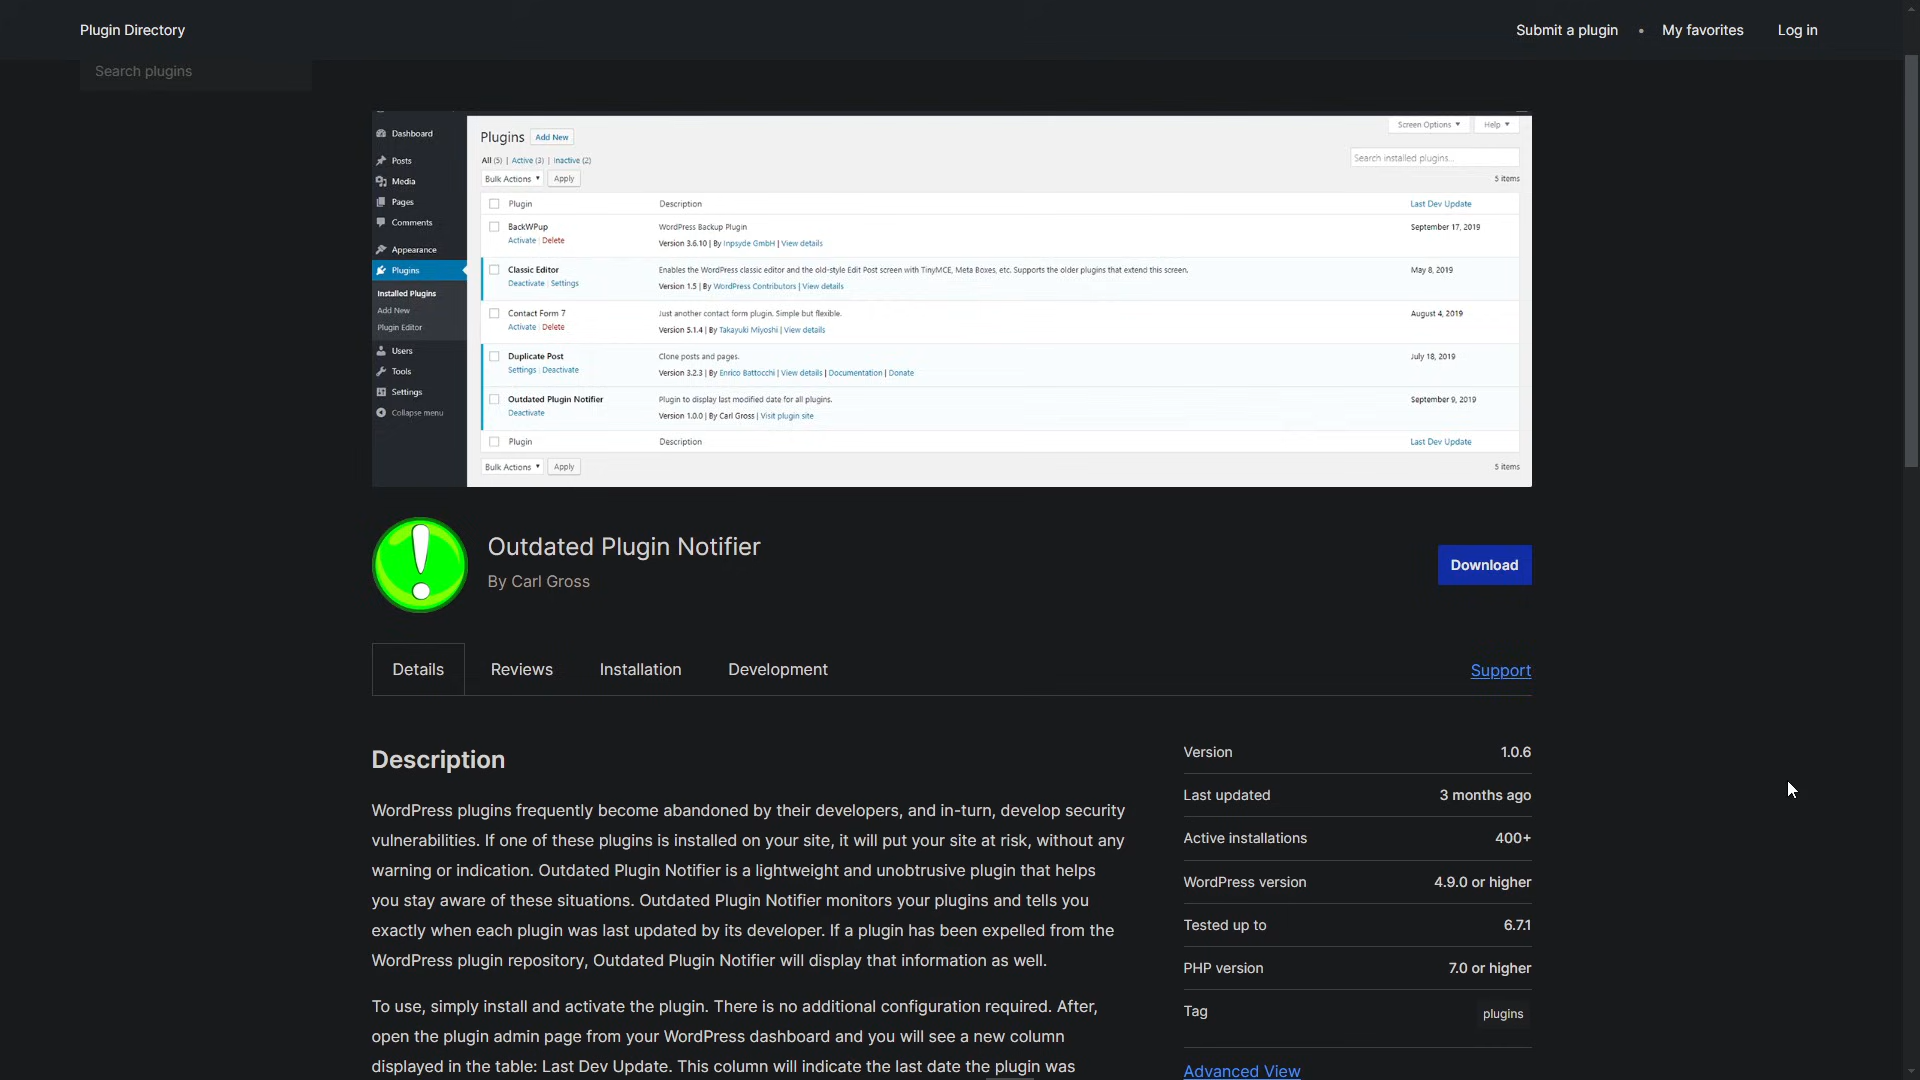 Plugin Directory
Submit a plugin • My favorites Log in
Search plugins
Dashboard
Posts
Media
Pages
Comments
Appearance
Plugins
Installed Plugins
Add New
Plugin Editor
Users
Tools
Settings
Collapse menu
Plugins Add New
Screen Options ▼ Help ▼
All (5) | Active (3) | Inactive (2)
Search installed plugins...
Bulk Actions ▼ Apply
5 items
Plugin Description Last Dev Update
BackWPup WordPress Backup Plugin September 17, 2019
Activate | Delete Version 3.6.10 | By Inpsyde GmbH | View details
Classic Editor Enables the WordPress classic editor and the old-style Edit Post screen with TinyMCE, Meta Boxes, etc. Supports the older plugins that extend this screen. May 8, 2019
Deactivate | Settings Version 1.5 | By WordPress Contributors | View details
Contact Form 7 Just another contact form plugin. Simple but flexible. August 4, 2019
Activate | Delete Version 5.1.4 | By Takayuki Miyoshi | View details
Duplicate Post Clone posts and pages. July 18, 2019
Settings | Deactivate Version 3.2.3 | By Enrico Battocchi | View details | Documentation | Donate
Outdated Plugin Notifier Plugin to display last modified date for all plugins. September 9, 2019
Deactivate Version 1.0.0 | By Carl Gross | Visit plugin site
Plugin Description Last Dev Update
Bulk Actions ▼ Apply
5 items
Outdated Plugin Notifier
By Carl Gross
Download
Details Reviews Installation Development Support
Description
WordPress plugins frequently become abandoned by their developers, and in-turn, develop security
vulnerabilities. If one of these plugins is installed on your site, it will put your site at risk, without any
warning or indication. Outdated Plugin Notifier is a lightweight and unobtrusive plugin that helps
you stay aware of these situations. Outdated Plugin Notifier monitors your plugins and tells you
exactly when each plugin was last updated by its developer. If a plugin has been expelled from the
WordPress plugin repository, Outdated Plugin Notifier will display that information as well.
To use, simply install and activate the plugin. There is no additional configuration required. After,
open the plugin admin page from your WordPress dashboard and you will see a new column
displayed in the table: Last Dev Update. This column will indicate the last date the plugin was
Version 1.0.6
Last updated 3 months ago
Active installations 400+
WordPress version 4.9.0 or higher
Tested up to 6.7.1
PHP version 7.0 or higher
Tag plugins
Advanced View